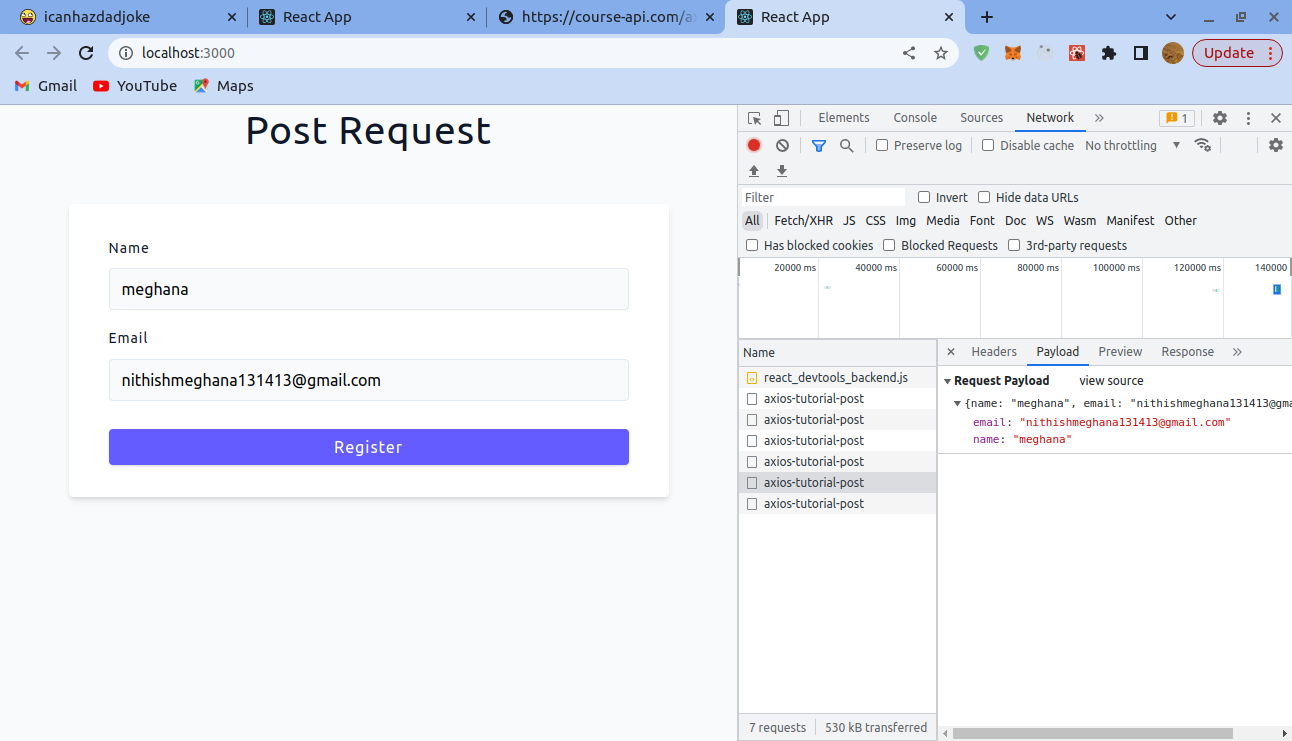 icanhazdadjoke
React App
https://course-api.com/a
React App
localhost:3000
Update
Gmail
YouTube
Maps
Post Request
Name
meghana
Email
nithishmeghana131413@gmail.com
Register
Elements Console Sources Network » 1
Preserve log Disable cache No throttling
Filter Invert Hide data URLs
All Fetch/XHR JS CSS Img Media Font Doc WS Wasm Manifest Other
Has blocked cookies Blocked Requests 3rd-party requests
20000 ms 40000 ms 60000 ms 80000 ms 100000 ms 120000 ms 140000
Name
react_devtools_backend.js
axios-tutorial-post
axios-tutorial-post
axios-tutorial-post
axios-tutorial-post
axios-tutorial-post
axios-tutorial-post
7 requests 530 kB transferred
Headers Payload Preview Response »
Request Payload view source
{name: "meghana", email: "nithishmeghana131413@gma
email: "nithishmeghana131413@gmail.com"
name: "meghana"